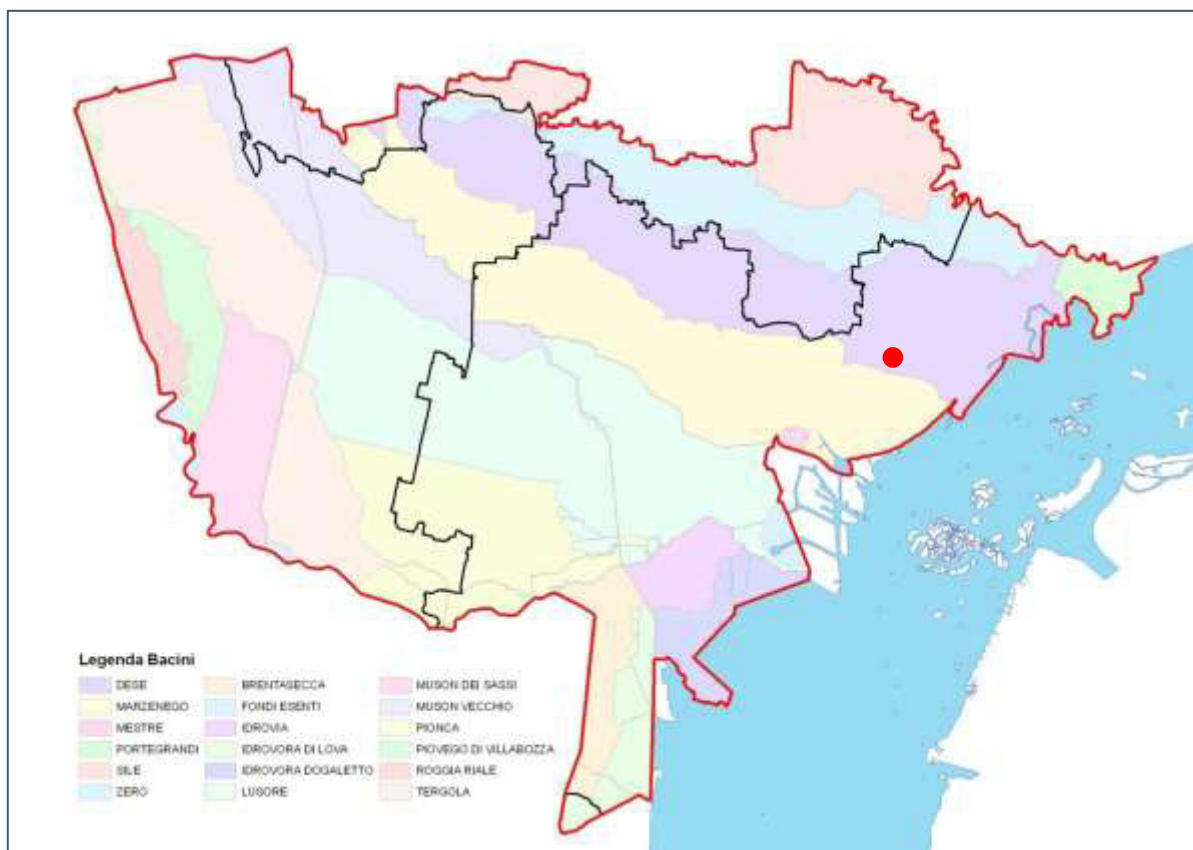 Legenda Bacini
DESE BRENTASECCA MUSON DEI SASSI
MARZENEGO FONDI ESENTI MUSON VECCHIO
MESTRE IDROVIA PIONCA
PORTEGRANDI IDROVORA DI LOVA PIOVEGO DI VILLABOZZA
SILE IDROVORA DOGALETTO ROGGIA RIALE
ZERO LUSORE TERGOLA